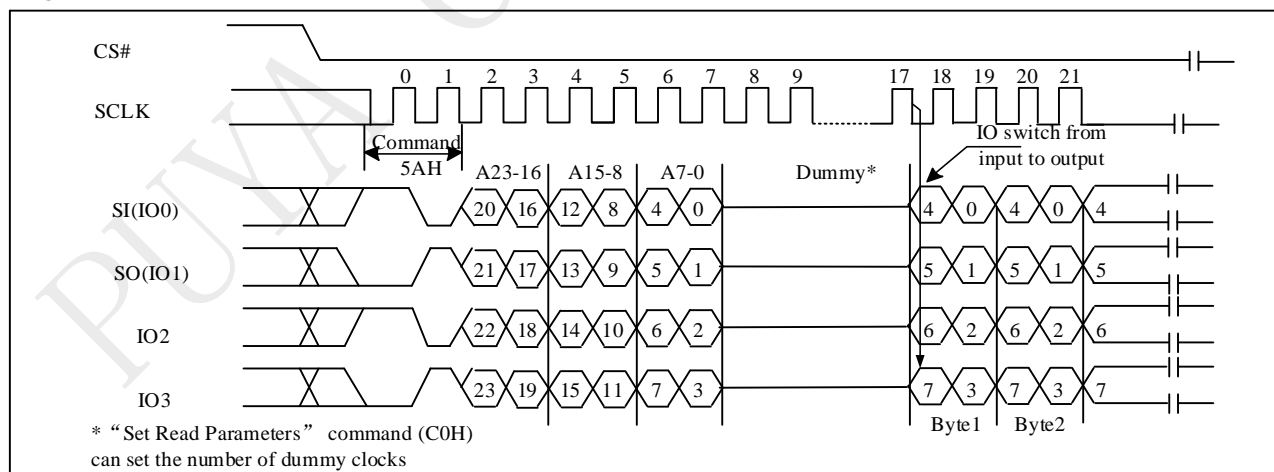 CS#
0 1 2 3 4 5 6 7 8 9 17 18 19 20 21
SCLK
Command
5AH
IO switch from
input to output
A23-16 A15-8 A7-0 Dummy*
SI(IO0) 20 16 12 8 4 0 4 0 4 0 4
SO(IO1) 21 17 13 9 5 1 5 1 5 1 5
IO2 22 18 14 10 6 2 6 2 6 2 6
IO3 23 19 15 11 7 3 7 3 7 3 7
Byte1 Byte2
* “Set Read Parameters” command (C0H)
can set the number of dummy clocks
PUYA